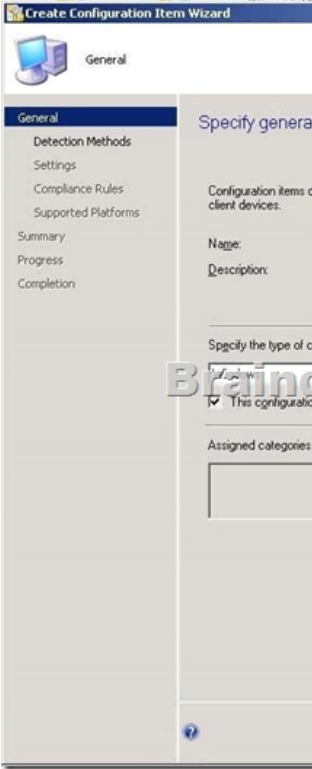 Create Configuration Item Wizard
General
General
Detection Methods
Settings
Compliance Rules
Supported Platforms
Summary
Progress
Completion
Specify genera
Configuration items
client devices.
Name:
Description:
Specify the type of c
This configuratio
Assigned categories